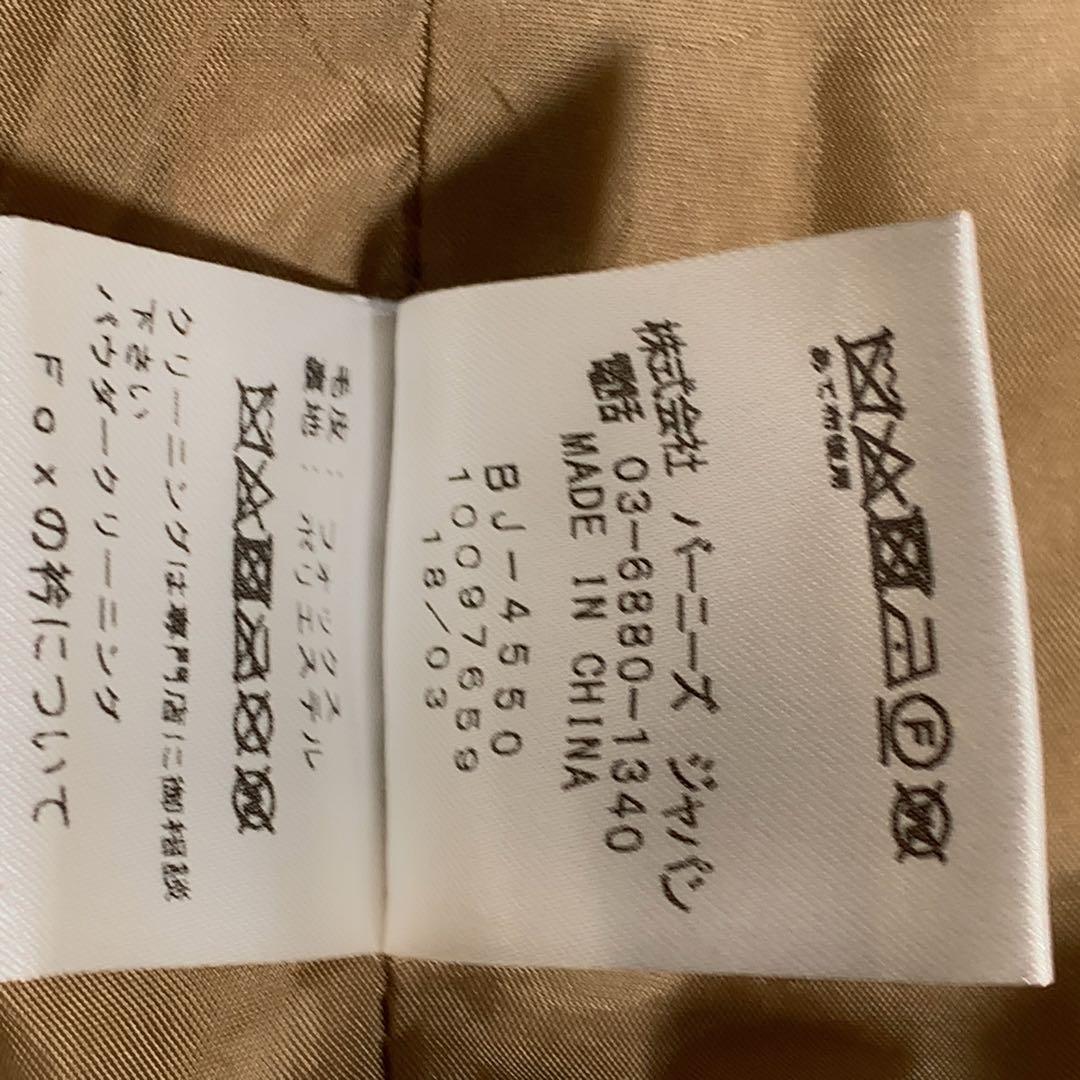 あて布使用
株式会社 バーニーズ ジャパン
電話 03-6880-1340
MADE IN CHINA
BJ-4550
10097659
18/03
毛皮： フォックス
裏地： ポリエステル
クリーニングは専門店に御相談
下さい
パウダークリーニング
Foxの衿について